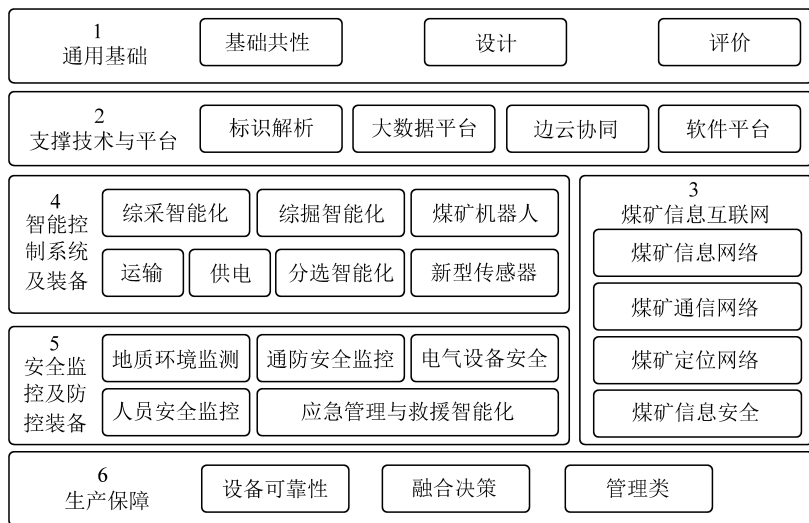 1
通用基础
基础共性
设计
评价
2
支撑技术与平台
标识解析
大数据平台
边云协同
软件平台
4
智能控
制系统
及装备
综采智能化
综掘智能化
煤矿机器人
运输
供电
分选智能化
新型传感器
3
煤矿信息互联网
煤矿信息网络
煤矿通信网络
煤矿定位网络
煤矿信息安全
5
安全监
控及防
控装备
地质环境监测
通防安全监控
电气设备安全
人员安全监控
应急管理与救援智能化
6
生产保障
设备可靠性
融合决策
管理类